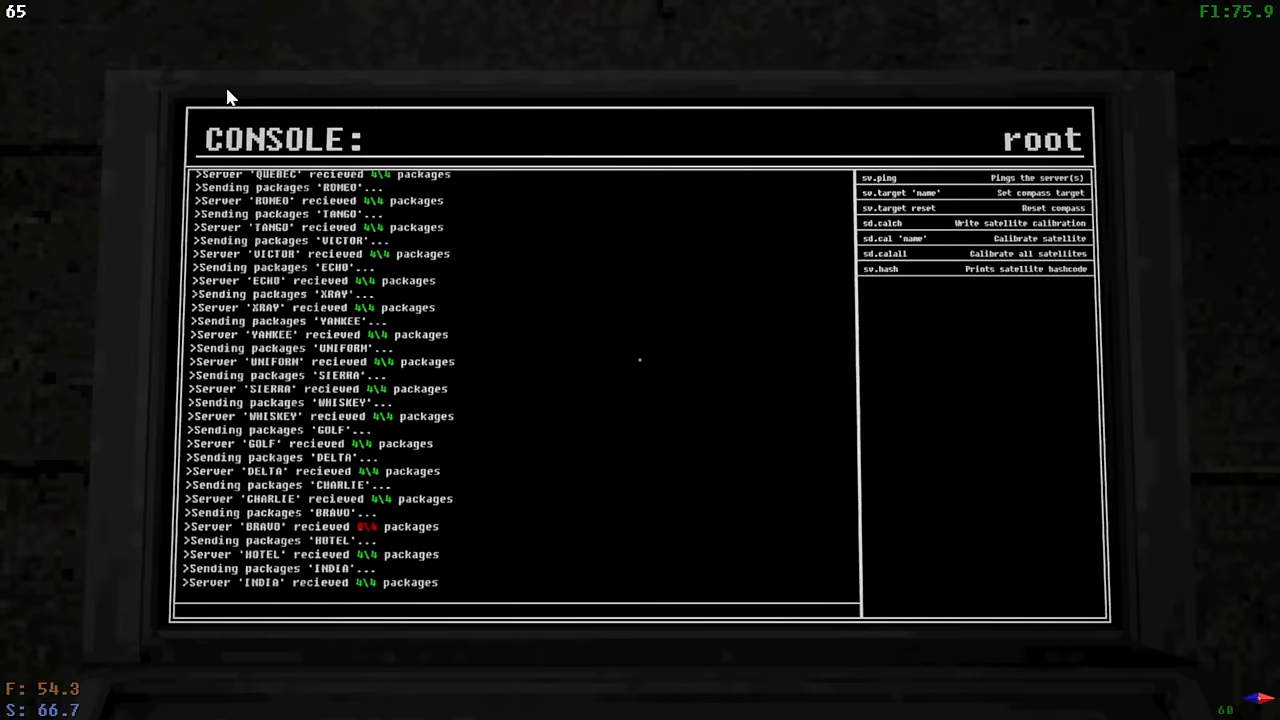 65
F1:75.9
CONSOLE:
root
>Server 'QUEBEC' recieved 4\4 packages
>Sending packages 'ROMEO'...
>Server 'ROMEO' recieved 4\4 packages
>Sending packages 'TANGO'...
>Server 'TANGO' recieved 4\4 packages
>Sending packages 'VICTOR'...
>Server 'VICTOR' recieved 4\4 packages
>Sending packages 'ECHO'...
>Server 'ECHO' recieved 4\4 packages
>Sending packages 'XRAY'...
>Server 'XRAY' recieved 4\4 packages
>Sending packages 'YANKEE'...
>Server 'YANKEE' recieved 4\4 packages
>Sending packages 'UNIFORM'...
>Server 'UNIFORM' recieved 4\4 packages
>Sending packages 'SIERRA'...
>Server 'SIERRA' recieved 4\4 packages
>Sending packages 'WHISKEY'...
>Server 'WHISKEY' recieved 4\4 packages
>Sending packages 'GOLF'...
>Server 'GOLF' recieved 4\4 packages
>Sending packages 'DELTA'...
>Server 'DELTA' recieved 4\4 packages
>Sending packages 'CHARLIE'...
>Server 'CHARLIE' recieved 4\4 packages
>Sending packages 'BRAVO'...
>Server 'BRAVO' recieved 0\4 packages
>Sending packages 'HOTEL'...
>Server 'HOTEL' recieved 4\4 packages
>Sending packages 'INDIA'...
>Server 'INDIA' recieved 4\4 packages
sv.ping Pings the server(s)
sv.target 'name' Set compass target
sv.target reset Reset compass
sd.calch Write satellite calibration
sd.cal 'name' Calibrate satellite
sd.calall Calibrate all satellites
sv.hash Prints satellite hashcode
F: 54.3
S: 66.7
60